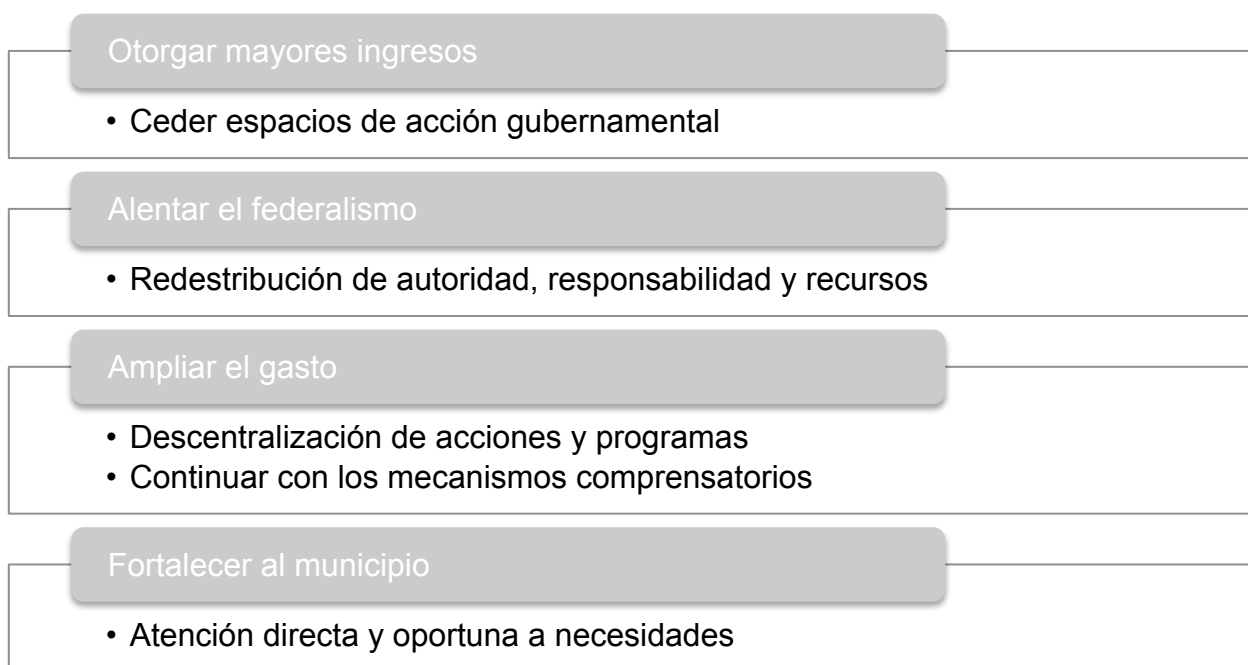 Otorgar mayores ingresos
• Ceder espacios de acción gubernamental
Alentar el federalismo
• Redestribución de autoridad, responsabilidad y recursos
Ampliar el gasto
• Descentralización de acciones y programas
• Continuar con los mecanismos comprensatorios
Fortalecer al municipio
• Atención directa y oportuna a necesidades